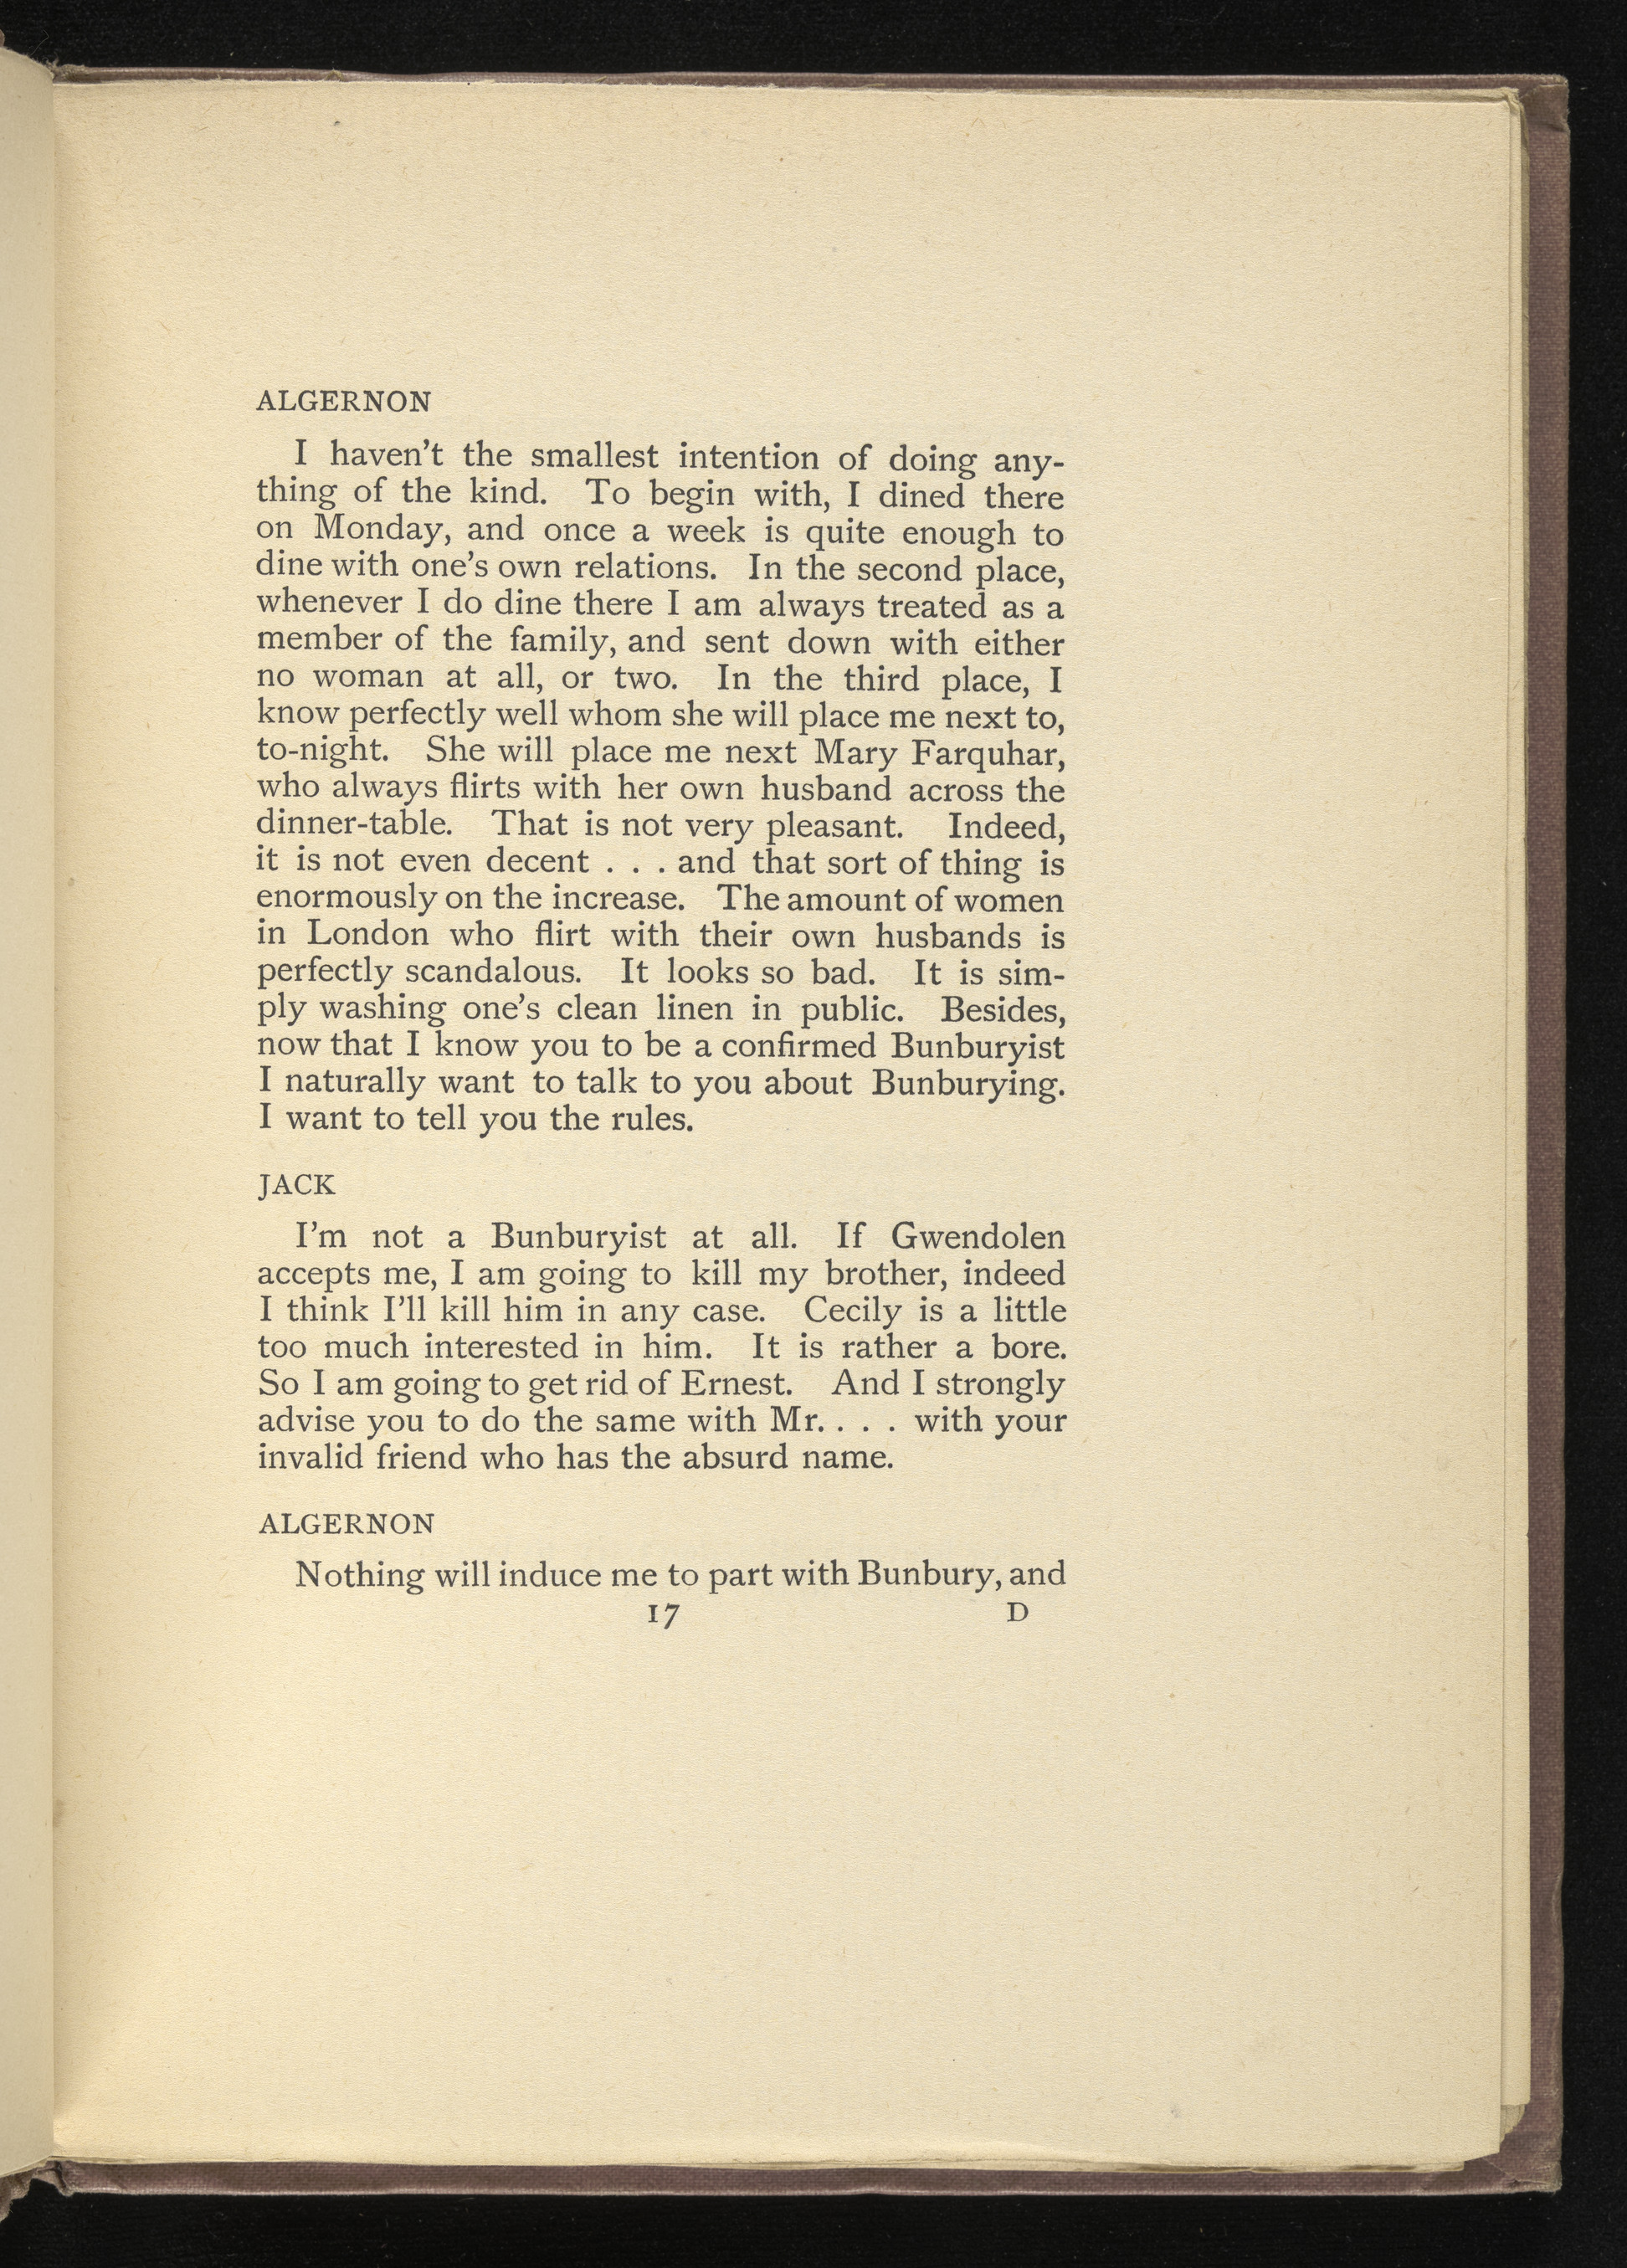 ALGERNON
I haven't the smallest intention of doing any-
thing of the kind. To begin with, I dined there
on Monday, and once a week is quite enough to
dine with one's own relations. In the second place,
whenever I do dine there I am always treated as a
member of the family, and sent down with either
no woman at all, or two. In the third place, I
know perfectly well whom she will place me next to,
to-night. She will place me next Mary Farquhar,
who always flirts with her own husband across the
dinner-table. That is not very pleasant. Indeed,
it is not even decent . . . and that sort of thing is
enormously on the increase. The amount of women
in London who flirt with their own husbands is
perfectly scandalous. It looks so bad. It is sim-
ply washing one's clean linen in public. Besides,
now that I know you to be a confirmed Bunburyist
I naturally want to talk to you about Bunburying.
I want to tell you the rules.
JACK
I'm not a Bunburyist at all. If Gwendolen
accepts me, I am going to kill my brother, indeed
I think I'll kill him in any case. Cecily is a little
too much interested in him. It is rather a bore.
So I am going to get rid of Ernest. And I strongly
advise you to do the same with Mr. . . . with your
invalid friend who has the absurd name.
ALGERNON
Nothing will induce me to part with Bunbury, and
17 D